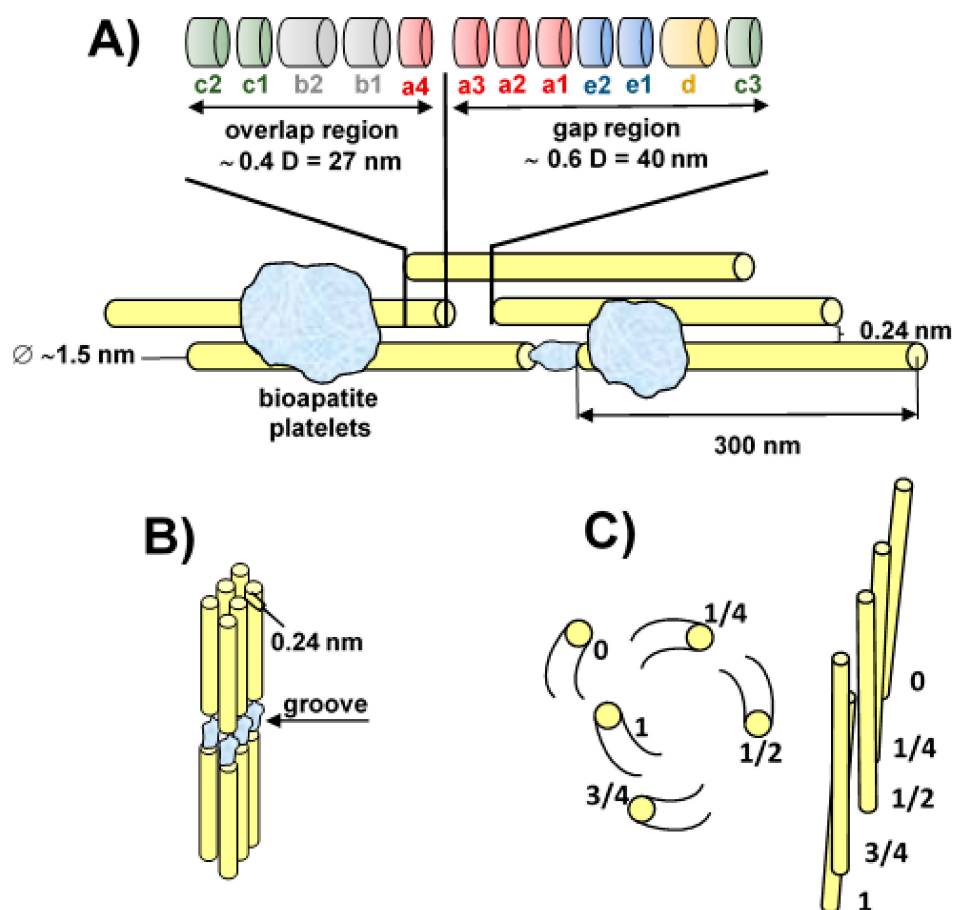 A)
c2 c1 b2 b1 a4 a3 a2 a1 e2 e1 d c3
overlap region
~ 0.4 D = 27 nm
gap region
~ 0.6 D = 40 nm
0.24 nm
∅ ~1.5 nm
bioapatite
platelets
300 nm
B)
0.24 nm
groove
C)
0
1/4
1
1/2
3/4
0
1/4
1/2
3/4
1